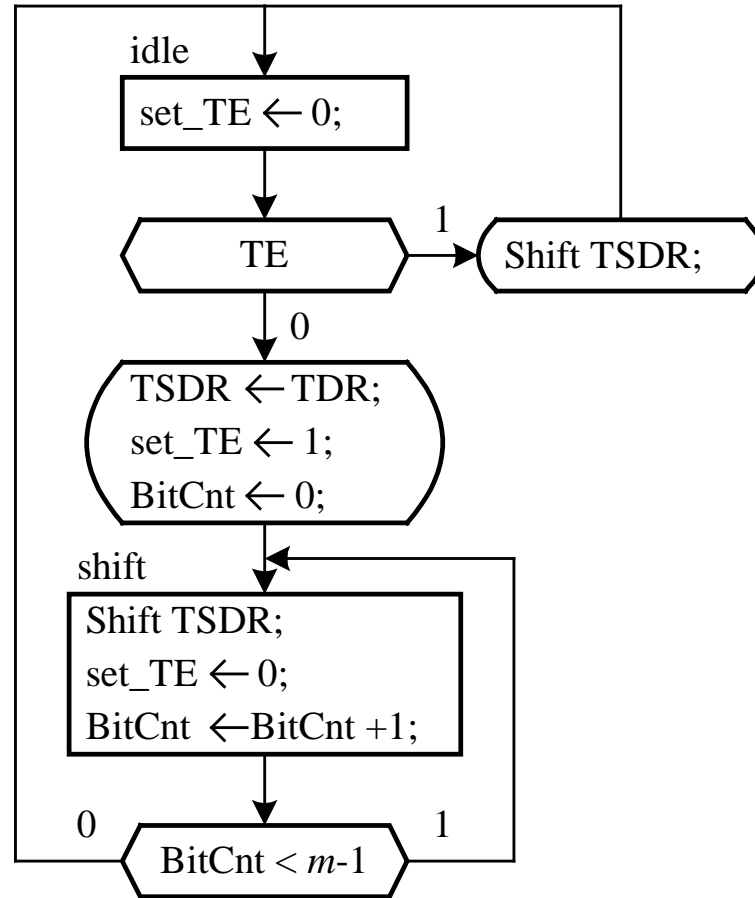 idle
set_TE ← 0;
TE
1
Shift TSDR;
0
TSDR ← TDR;
set_TE ← 1;
BitCnt ← 0;
shift
Shift TSDR;
set_TE ← 0;
BitCnt ←BitCnt +1;
0
BitCnt < m-1
1